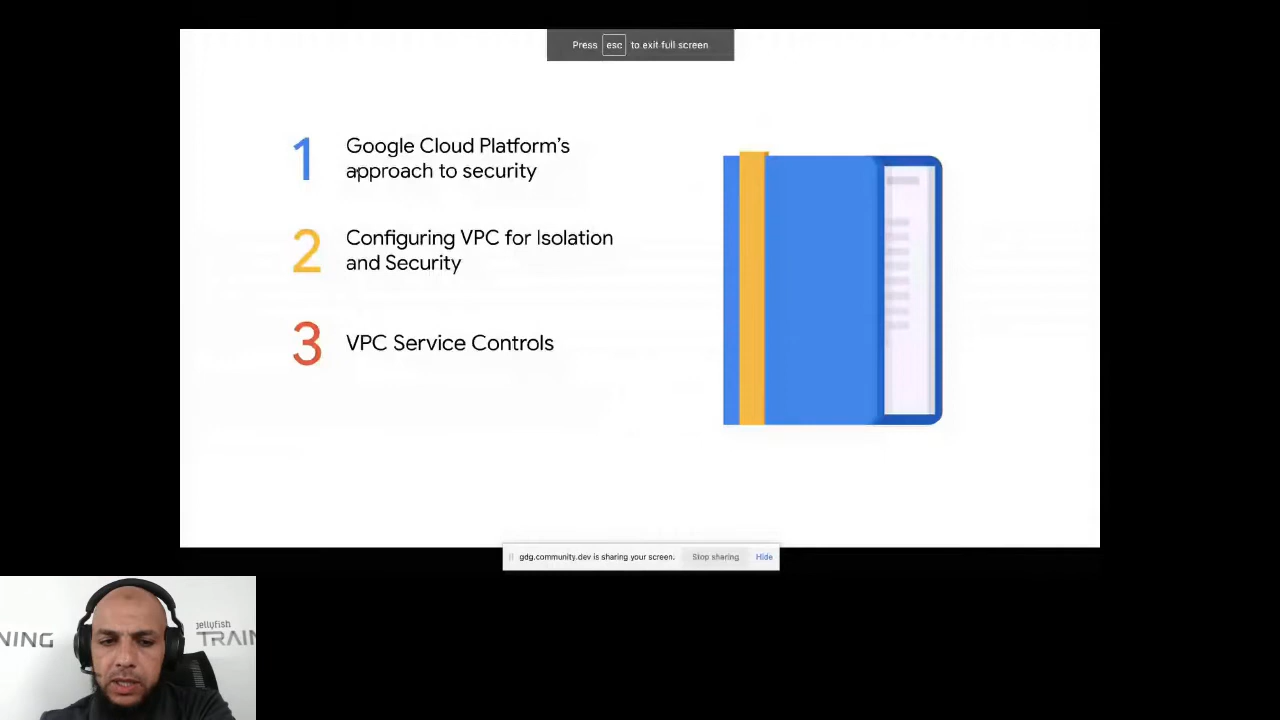 Press esc to exit full screen
1 Google Cloud Platform's
approach to security
2 Configuring VPC for Isolation
and Security
3 VPC Service Controls
gdg.community.dev is sharing your screen. Stop sharing Hide
NING
jellyfish
TRAIN